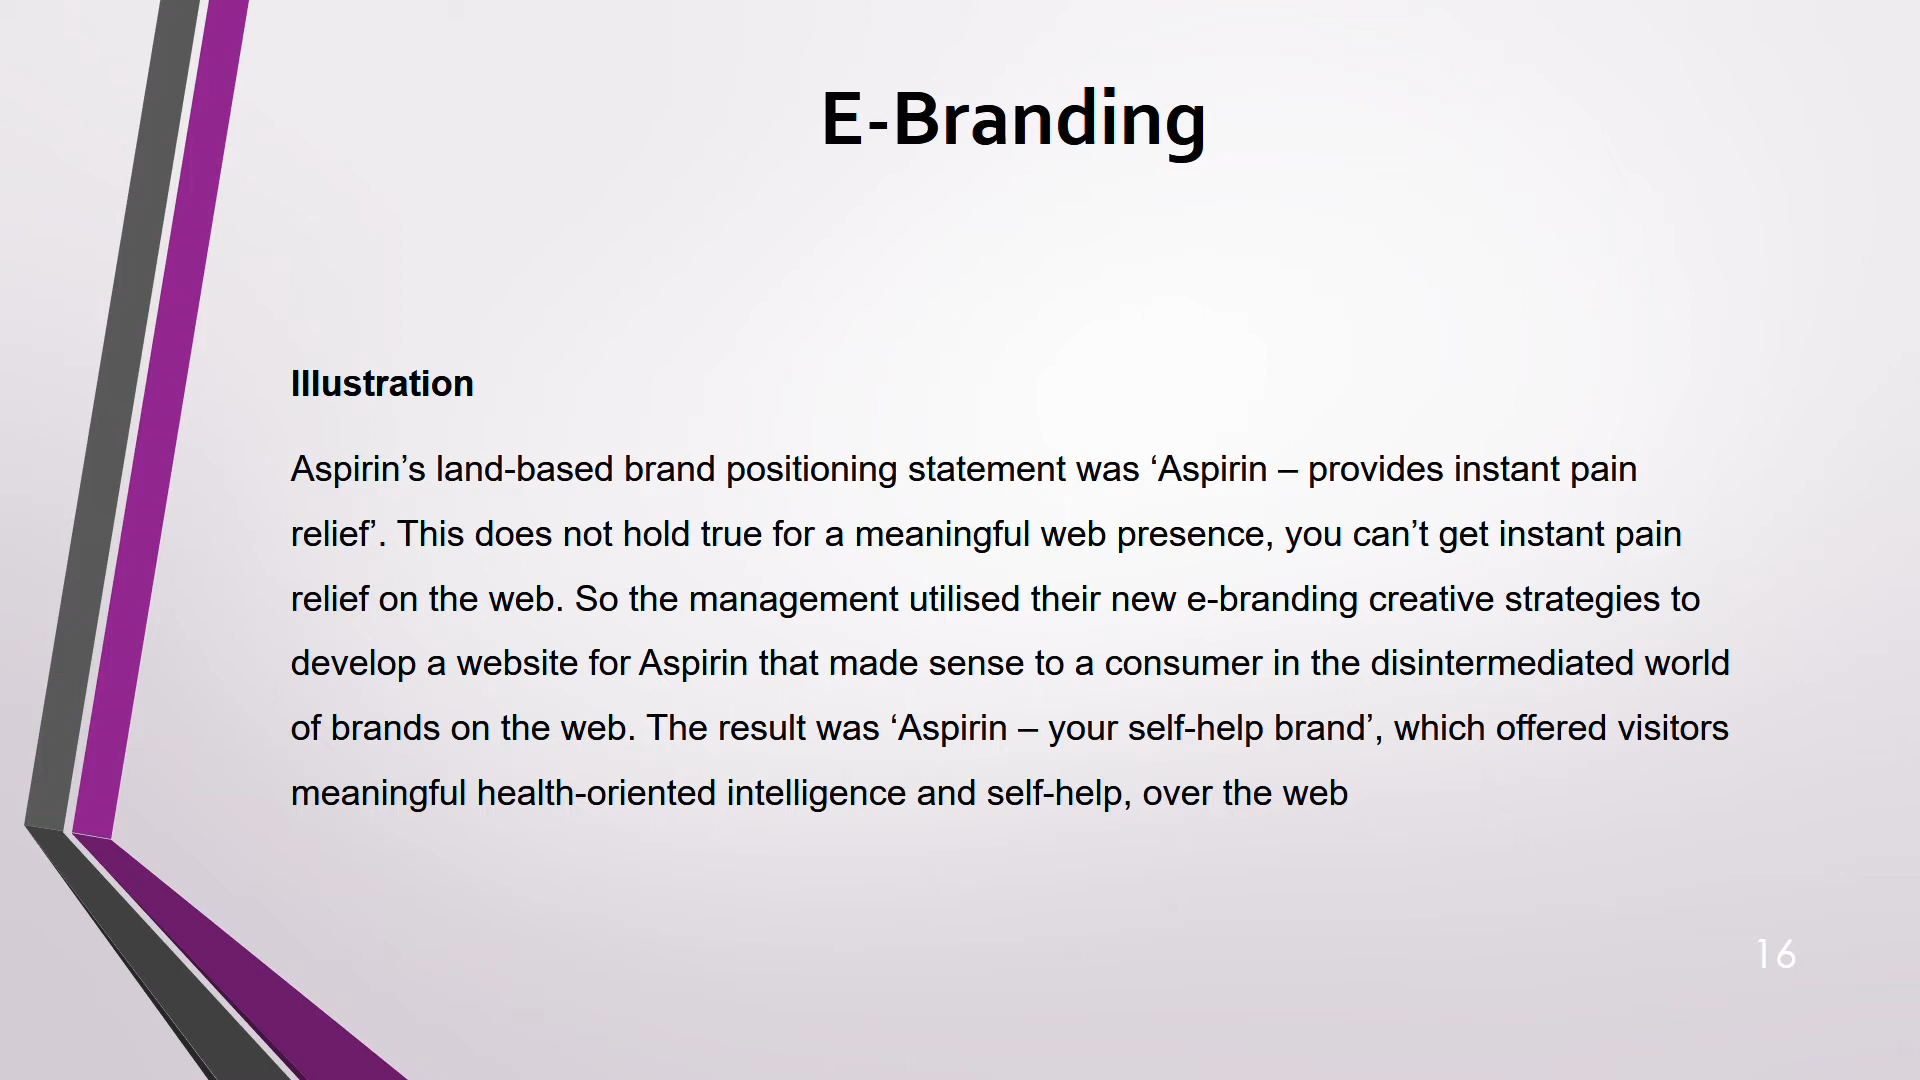 E-Branding
Illustration
Aspirin’s land-based brand positioning statement was ‘Aspirin – provides instant pain
relief’. This does not hold true for a meaningful web presence, you can’t get instant pain
relief on the web. So the management utilised their new e-branding creative strategies to
develop a website for Aspirin that made sense to a consumer in the disintermediated world
of brands on the web. The result was ‘Aspirin – your self-help brand’, which offered visitors
meaningful health-oriented intelligence and self-help, over the web
16